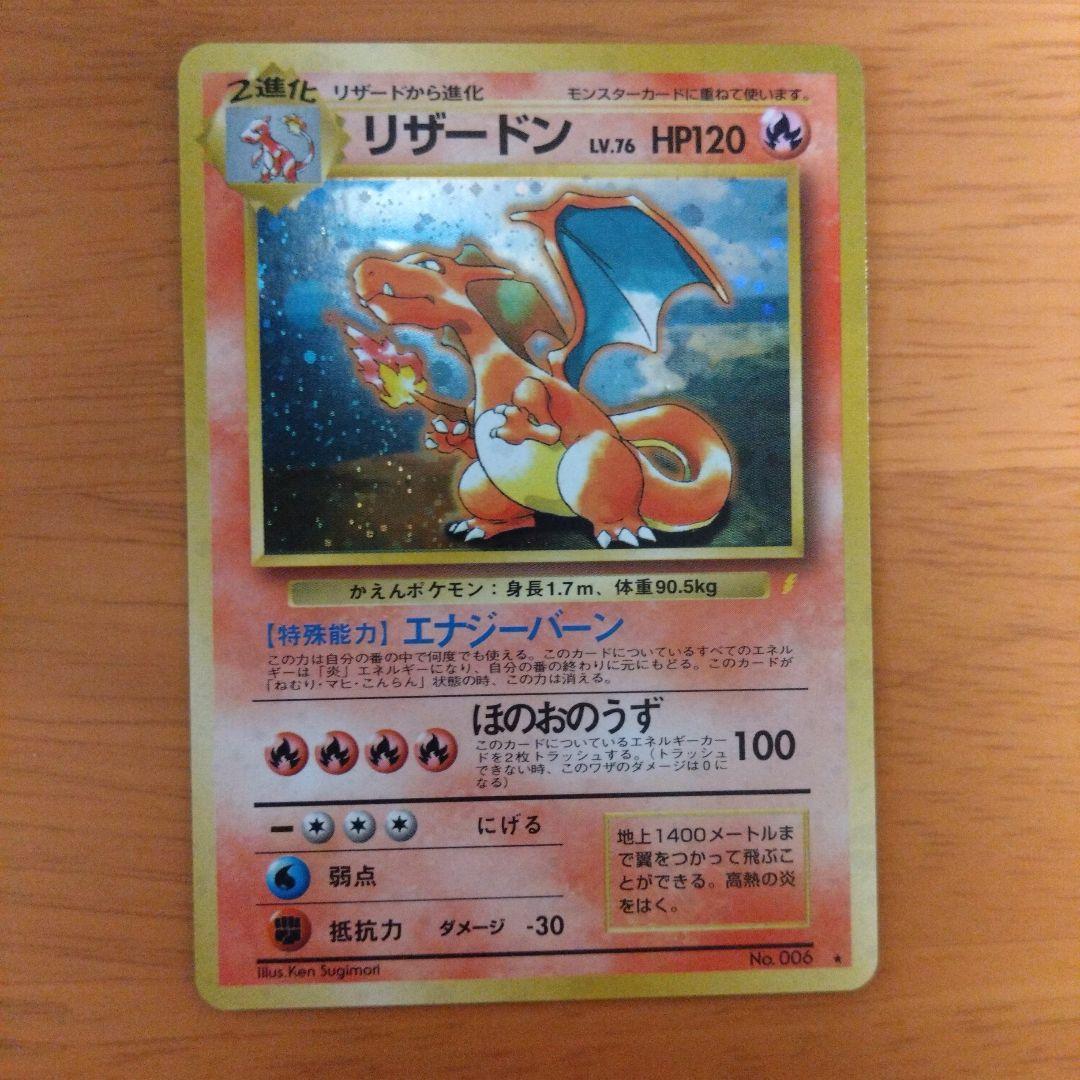 2進化 リザードから進化 モンスターカードに重ねて使います。
リザードン LV.76 HP120
かえんポケモン：身長1.7m、体重90.5kg
【特殊能力】エナジーバーン
この力は自分の番の中で何度でも使える。このカードについているすべてのエネル
ギーは「炎」エネルギーになり、自分の番の終わりに元にもどる。このカードが
「ねむり・マヒ・こんらん」状態の時、この力は消える。
ほのおのうず
このカードについているエネルギーカー
ドを2枚トラッシュする。（トラッシュ
できない時、このワザのダメージは0に
なる）
100
にげる
弱点
抵抗力 ダメージ -30
地上1400メートルま
で翼をつかって飛ぶこ
とができる。高熱の炎
をはく。
Illus. Ken Sugimori
No. 006 ★